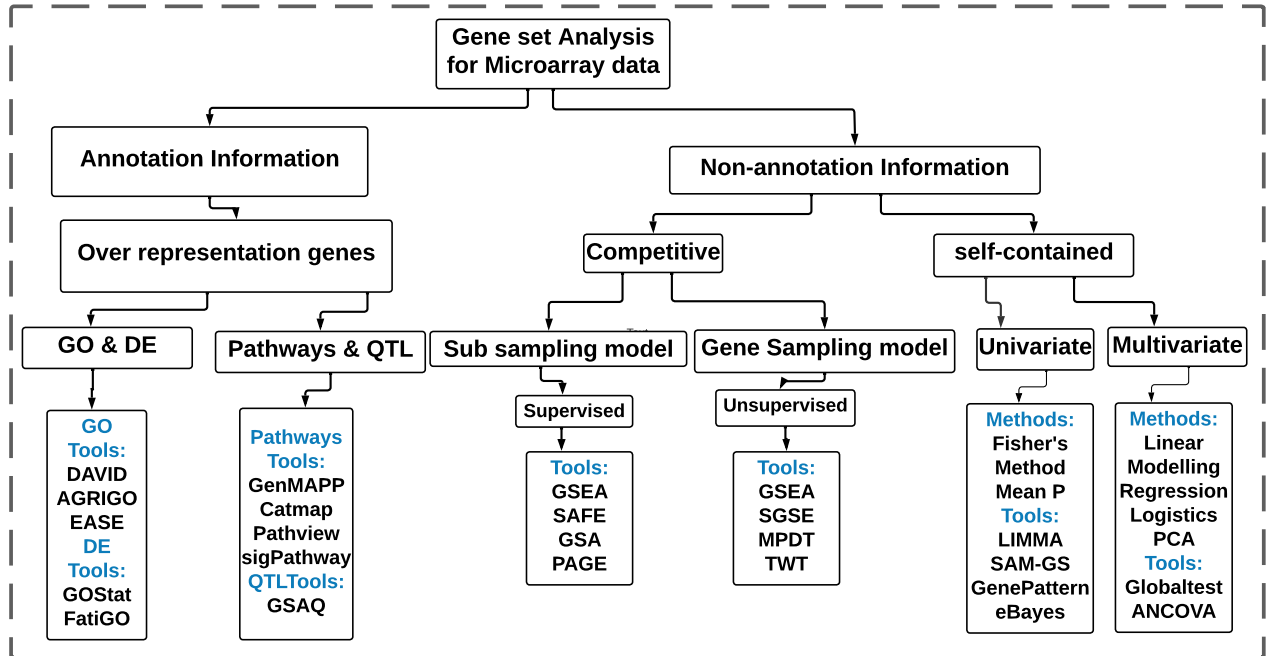 Gene set Analysis
for Microarray data
Annotation Information
Non-annotation Information
Over representation genes
Competitive
self-contained
GO & DE
Pathways & QTL
Sub sampling model
Gene Sampling model
Univariate
Multivariate
Supervised
Unsupervised
GO
Tools:
DAVID
AGRIGO
EASE
DE
Tools:
GOStat
FatiGO
Pathways
Tools:
GenMAPP
Catmap
Pathview
sigPathway
QTLTools:
GSAQ
Tools:
GSEA
SAFE
GSA
PAGE
Tools:
GSEA
SGSE
MPDT
TWT
Methods:
Fisher's
Method
Mean P
Tools:
LIMMA
SAM-GS
GenePattern
eBayes
Methods:
Linear
Modelling
Regression
Logistics
PCA
Tools:
Globaltest
ANCOVA